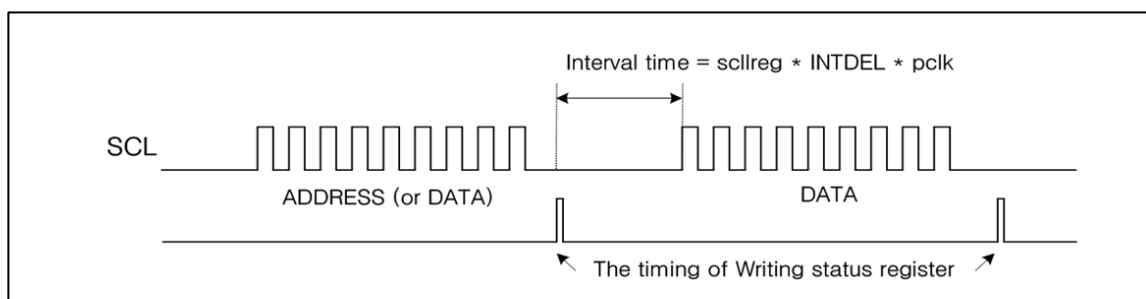 Interval time = scllreg * INTDEL * pclk
SCL
ADDRESS (or DATA)
DATA
The timing of Writing status register